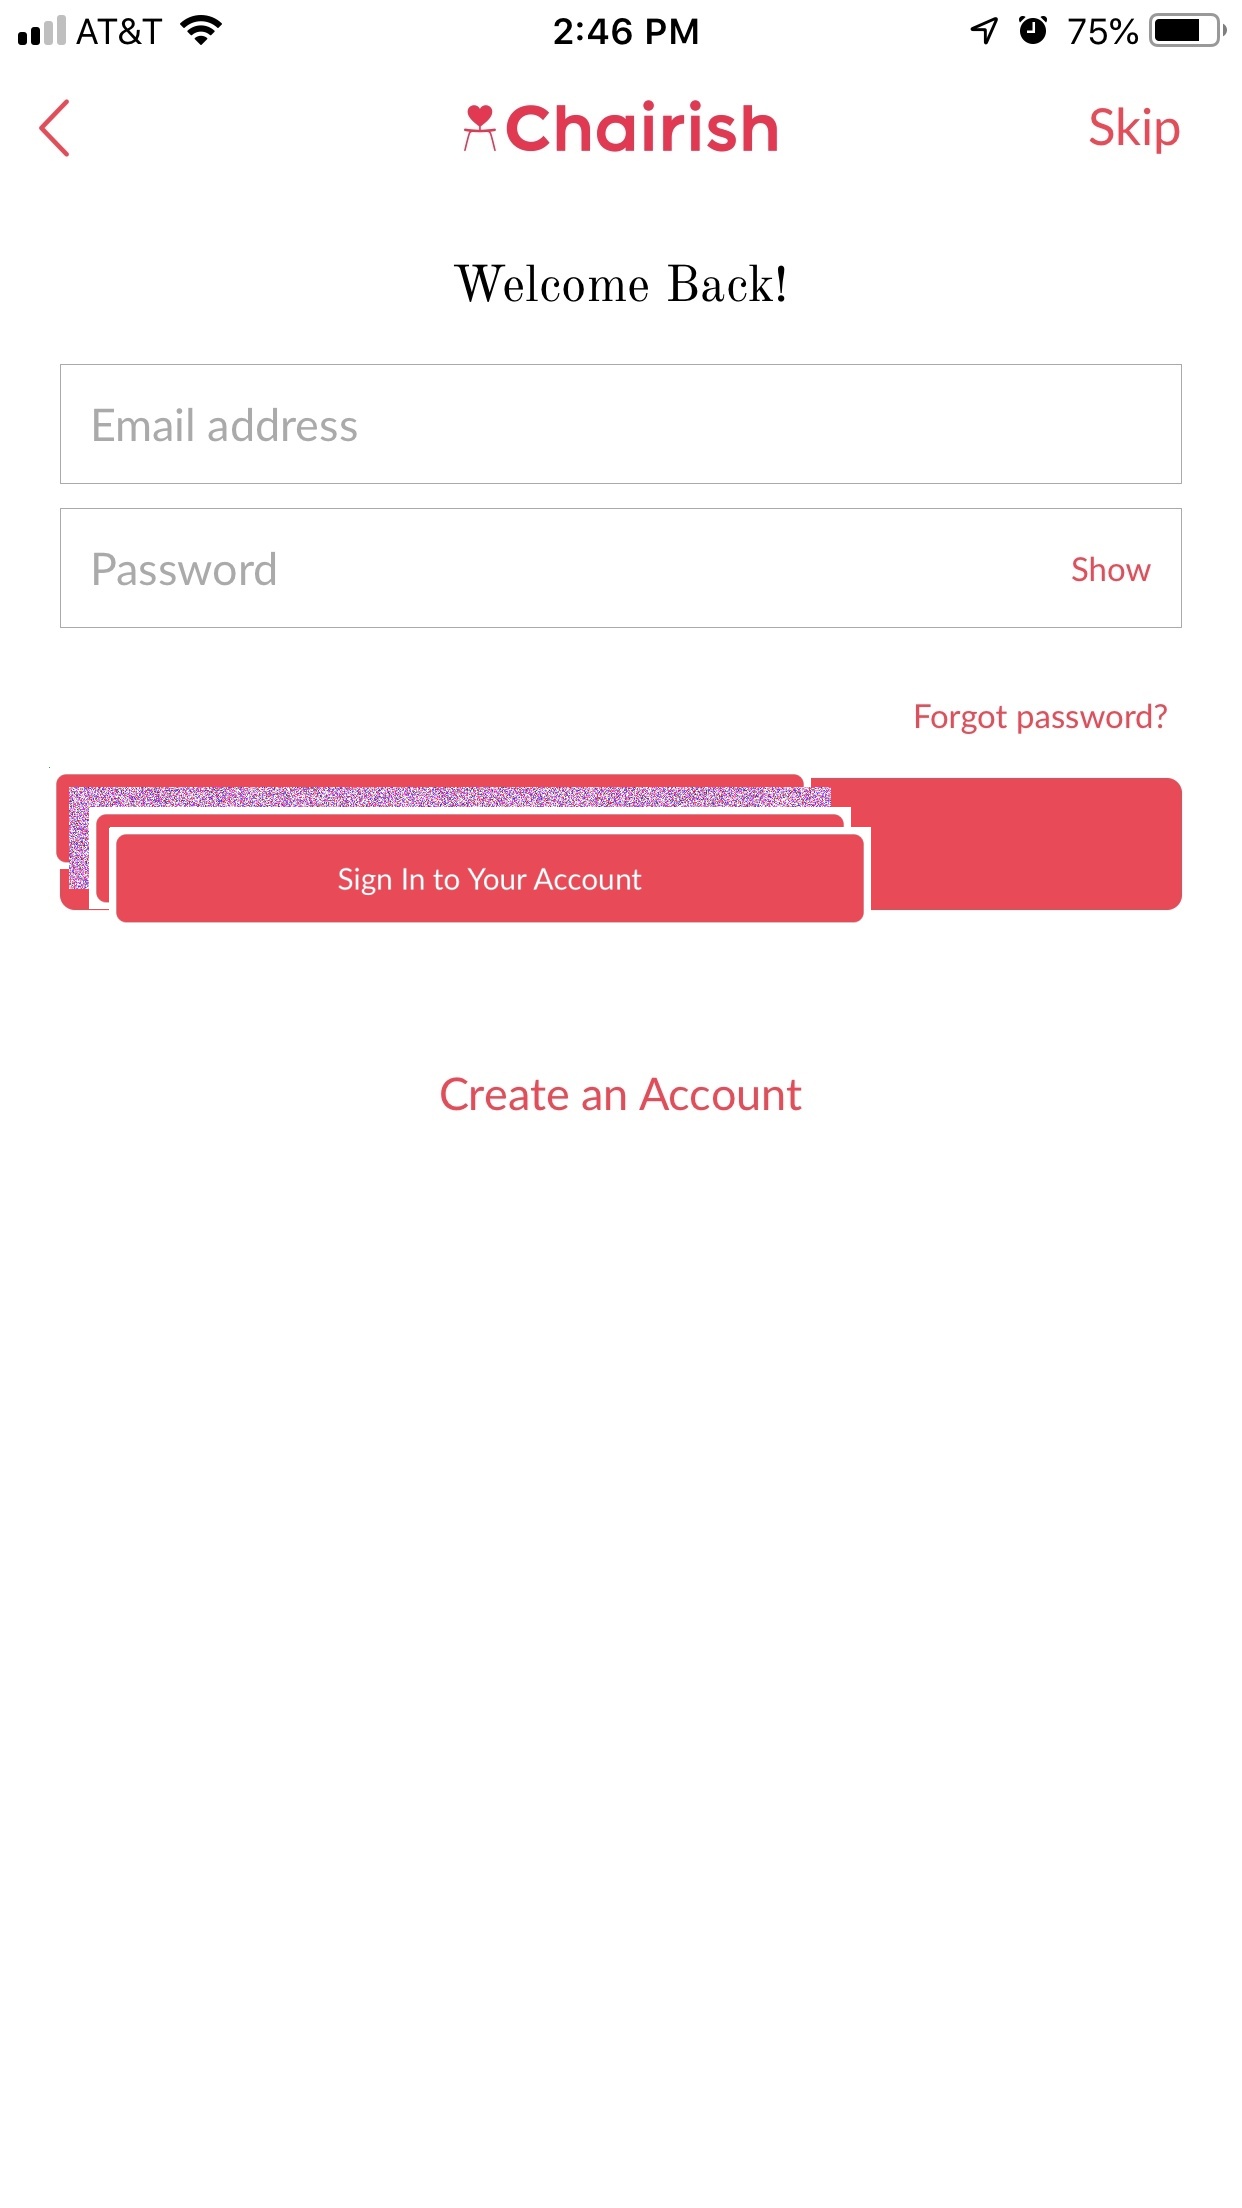 AT&T 2:46 PM 75%
Chairish Skip
Welcome Back!
Email address
Password Show
Forgot password?
Sign In to Your Account
Create an Account